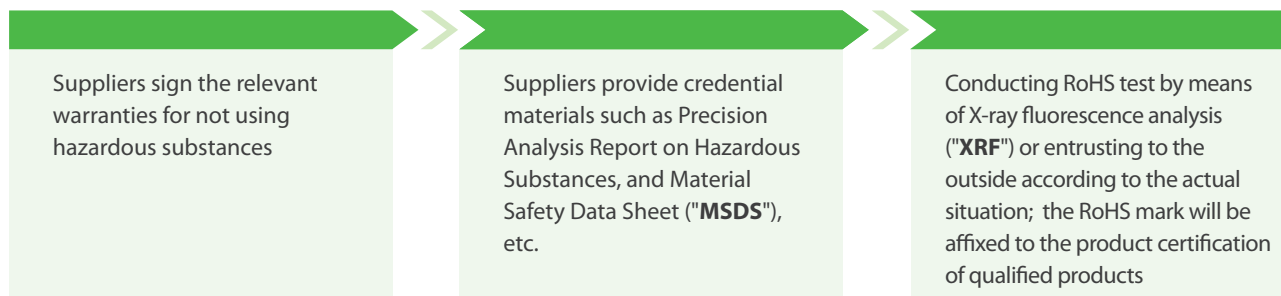 Suppliers sign the relevant
warranties for not using
hazardous substances
Suppliers provide credential
materials such as Precision
Analysis Report on Hazardous
Substances, and Material
Safety Data Sheet ("MSDS"),
etc.
Conducting RoHS test by means
of X-ray fluorescence analysis
("XRF") or entrusting to the
outside according to the actual
situation;  the RoHS mark will be
affixed to the product certification
of qualified products